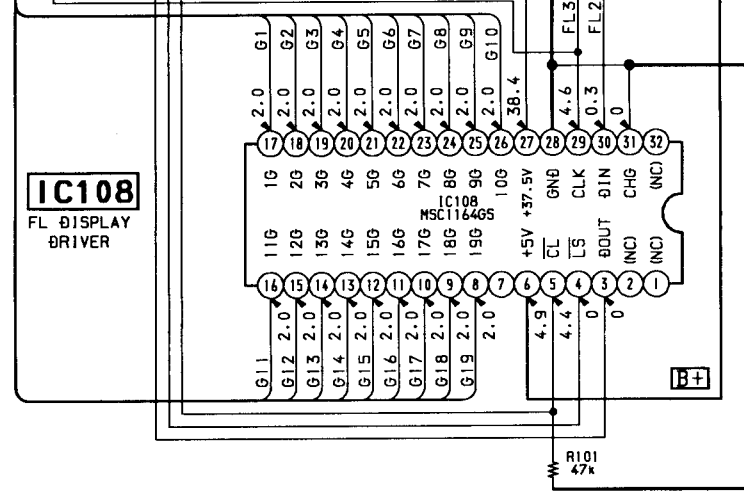 FL3
FL2
G1
G2
G3
G4
G5
G6
G7
G8
G9
G10
2.0
2.0
2.0
2.0
2.0
2.0
2.0
2.0
2.0
2.0
38.4
4.6
0.3
0
17 18 19 20 21 22 23 24 25 26 27 28 29 30 31 32
1G
2G
3G
4G
5G
6G
7G
8G
9G
10G
+37.5V
GND
CLK
DIN
CHG
(NC)
IC108
FL DISPLAY
DRIVER
IC108
MSC1164GS
11G
12G
13G
14G
15G
16G
17G
18G
19G
+5V
CL
LS
DOUT
(NC)
(NC)
16 15 14 13 12 11 10 9 8 7 6 5 4 3 2 1
2.0
2.0
2.0
2.0
2.0
2.0
2.0
2.0
2.0
4.9
4.4
0
0
G11
G12
G13
G14
G15
G16
G17
G18
G19
B+
R101
47k